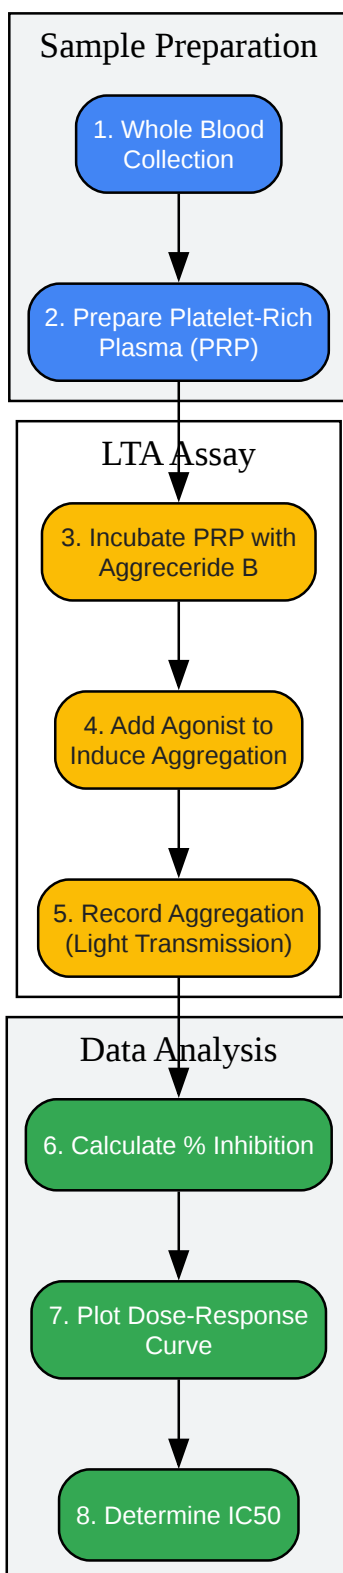 Sample Preparation
1. Whole Blood
Collection
2. Prepare Platelet-Rich
Plasma (PRP)
LTA Assay
3. Incubate PRP with
Aggreceride B
4. Add Agonist to
Induce Aggregation
5. Record Aggregation
(Light Transmission)
Data Analysis
6. Calculate % Inhibition
7. Plot Dose-Response
Curve
8. Determine IC50